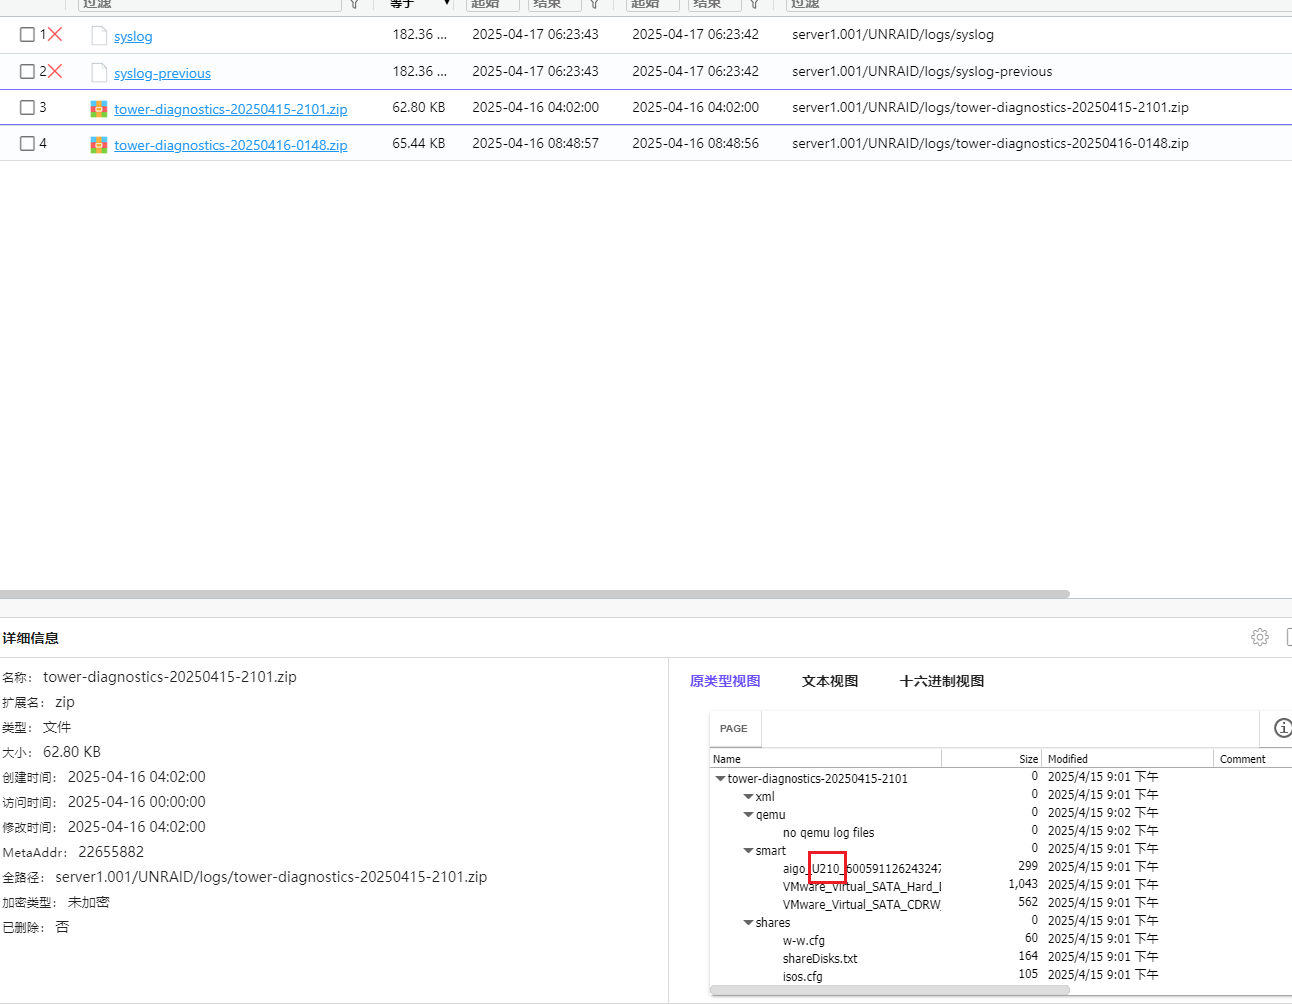 过滤 等于 起始 结束 起始 结束 过滤
1 syslog 182.36 ... 2025-04-17 06:23:43 2025-04-17 06:23:42 server1.001/UNRAID/logs/syslog
2 syslog-previous 182.36 ... 2025-04-17 06:23:43 2025-04-17 06:23:42 server1.001/UNRAID/logs/syslog-previous
3 tower-diagnostics-20250415-2101.zip 62.80 KB 2025-04-16 04:02:00 2025-04-16 04:02:00 server1.001/UNRAID/logs/tower-diagnostics-20250415-2101.zip
4 tower-diagnostics-20250416-0148.zip 65.44 KB 2025-04-16 08:48:57 2025-04-16 08:48:56 server1.001/UNRAID/logs/tower-diagnostics-20250416-0148.zip
详细信息
名称： tower-diagnostics-20250415-2101.zip
扩展名： zip
类型： 文件
大小： 62.80 KB
创建时间： 2025-04-16 04:02:00
访问时间： 2025-04-16 00:00:00
修改时间： 2025-04-16 04:02:00
MetaAddr： 22655882
全路径： server1.001/UNRAID/logs/tower-diagnostics-20250415-2101.zip
加密类型： 未加密
已删除： 否
原类型视图 文本视图 十六进制视图
PAGE
Name Size Modified Comment
tower-diagnostics-20250415-2101 0 2025/4/15 9:01 下午
xml 0 2025/4/15 9:01 下午
qemu 0 2025/4/15 9:02 下午
no qemu log files 0 2025/4/15 9:02 下午
smart 0 2025/4/15 9:01 下午
aigo_U210_600591126243247 299 2025/4/15 9:01 下午
VMware_Virtual_SATA_Hard_ 1,043 2025/4/15 9:01 下午
VMware_Virtual_SATA_CDRW_ 562 2025/4/15 9:01 下午
shares 0 2025/4/15 9:01 下午
w-w.cfg 60 2025/4/15 9:01 下午
shareDisks.txt 164 2025/4/15 9:01 下午
isos.cfg 105 2025/4/15 9:01 下午